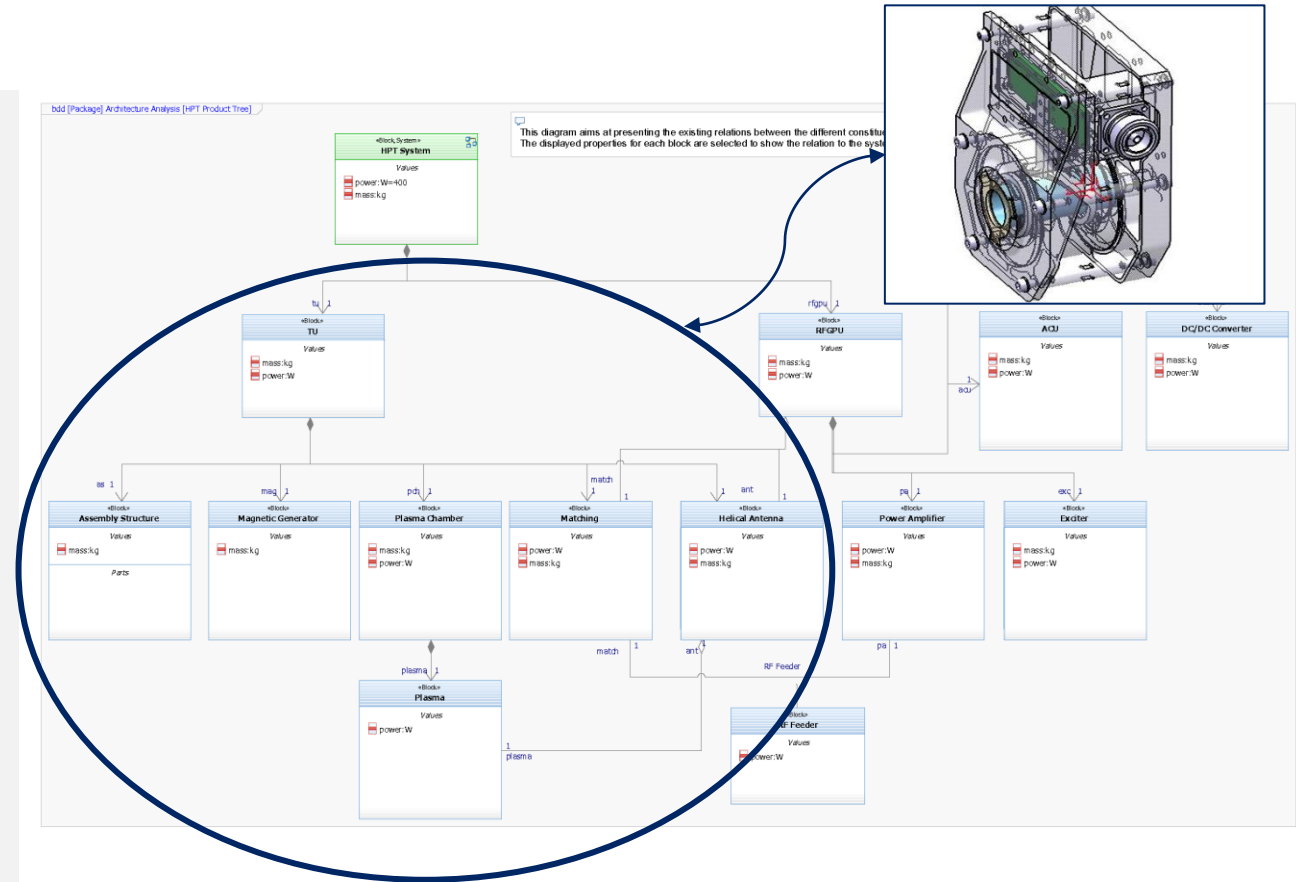 bdd [Package] Architecture Analysis [HPT Product Tree]
This diagram aims at presenting the existing relations between the different
The displayed properties for each block are selected to show the relation to the
«Block, System»
HPT System
Values
power:W=400
mass:kg
tu 1
rfgpu 1
«Block»
TU
Values
mass:kg
power:W
«Block»
RFGPU
Values
mass:kg
power:W
«Block»
ACU
Values
mass:kg
power:W
«Block»
DC/DC Converter
Values
mass:kg
power:W
1
acu
as 1
mag 1
pch 1
match
1
1
1
ant
1
pa 1
exc 1
«Block»
Assembly Structure
Values
mass:kg
Parts
«Block»
Magnetic Generator
Values
mass:kg
«Block»
Plasma Chamber
Values
mass:kg
power:W
«Block»
Matching
Values
power:W
mass:kg
«Block»
Helical Antenna
Values
power:W
mass:kg
«Block»
Power Amplifier
Values
power:W
mass:kg
«Block»
Exciter
Values
mass:kg
power:W
match 1
ant 1
pa 1
RF Feeder
plasma 1
«Block»
Plasma
Values
power:W
1
plasma
Feeder
Values